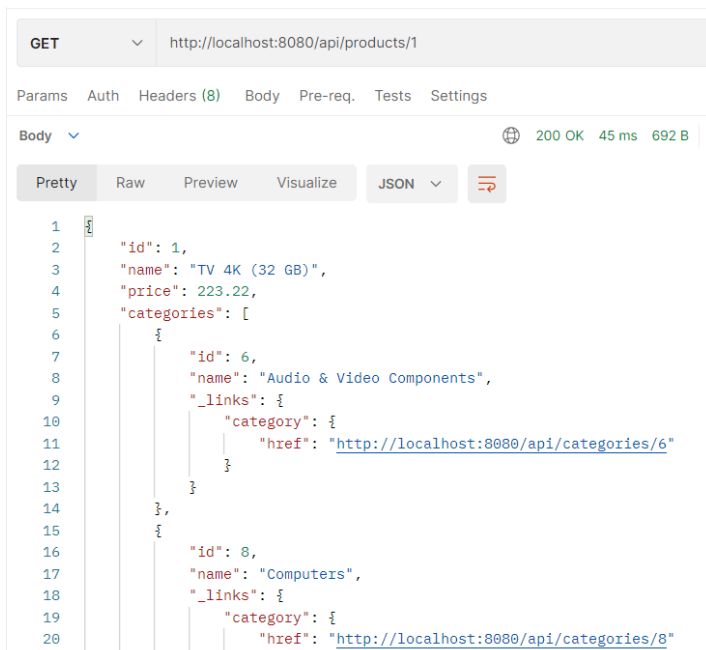 GET http://localhost:8080/api/products/1
Params Auth Headers (8) Body Pre-req. Tests Settings
Body 200 OK 45 ms 692 B
Pretty Raw Preview Visualize JSON
1 {
2 "id": 1,
3 "name": "TV 4K (32 GB)",
4 "price": 223.22,
5 "categories": [
6 {
7 "id": 6,
8 "name": "Audio & Video Components",
9 "_links": {
10 "category": {
11 "href": "http://localhost:8080/api/categories/6"
12 }
13 }
14 },
15 {
16 "id": 8,
17 "name": "Computers",
18 "_links": {
19 "category": {
20 "href": "http://localhost:8080/api/categories/8"